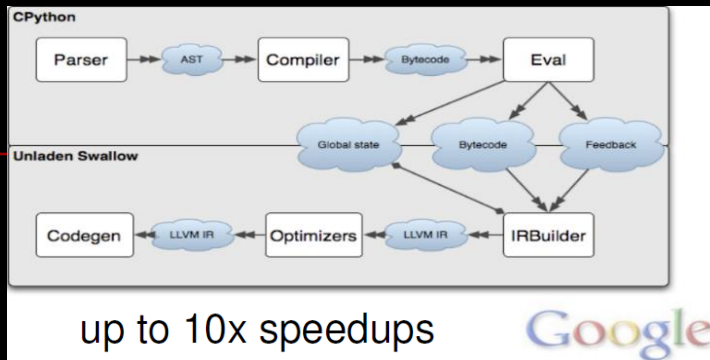 CPython
Parser
AST
Compiler
Bytecode
Eval
Global state
Bytecode
Feedback
Unladen Swallow
Codegen
LLVM IR
Optimizers
LLVM IR
IRBuilder
up to 10x speedups
Google